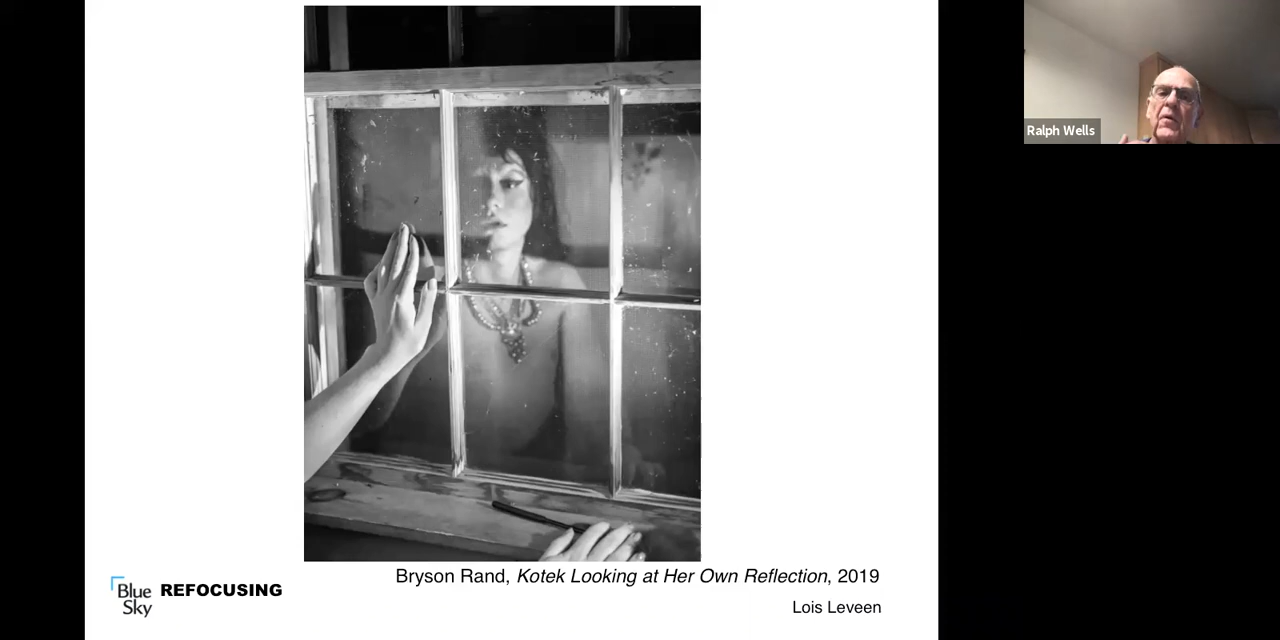 Ralph Wells
Bryson Rand, Kotek Looking at Her Own Reflection, 2019
Blue
Sky
REFOCUSING
Lois Leveen